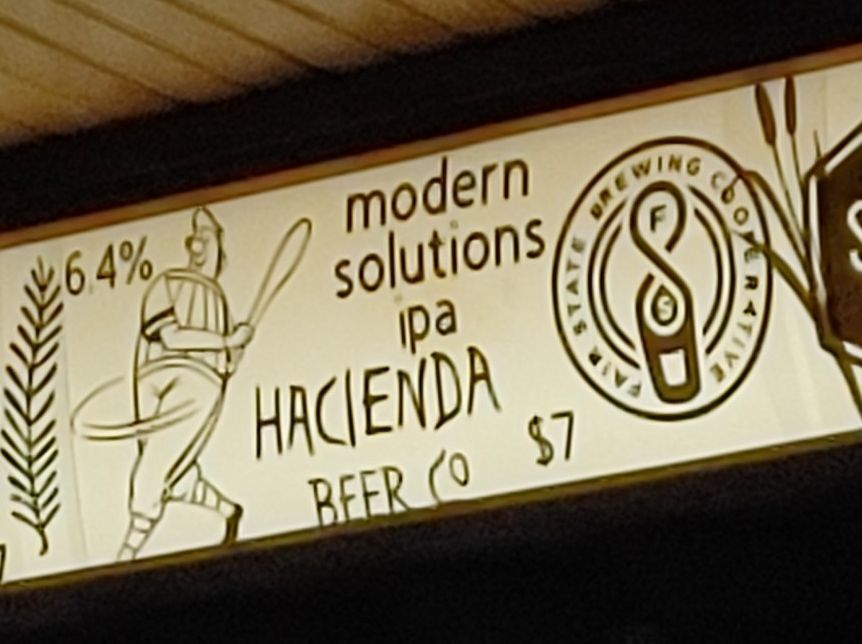 6.4%
modern
solutions
ipa
HACIENDA
BEER CO
$7
FAIR STATE BREWING COOPERATIVE
F
S